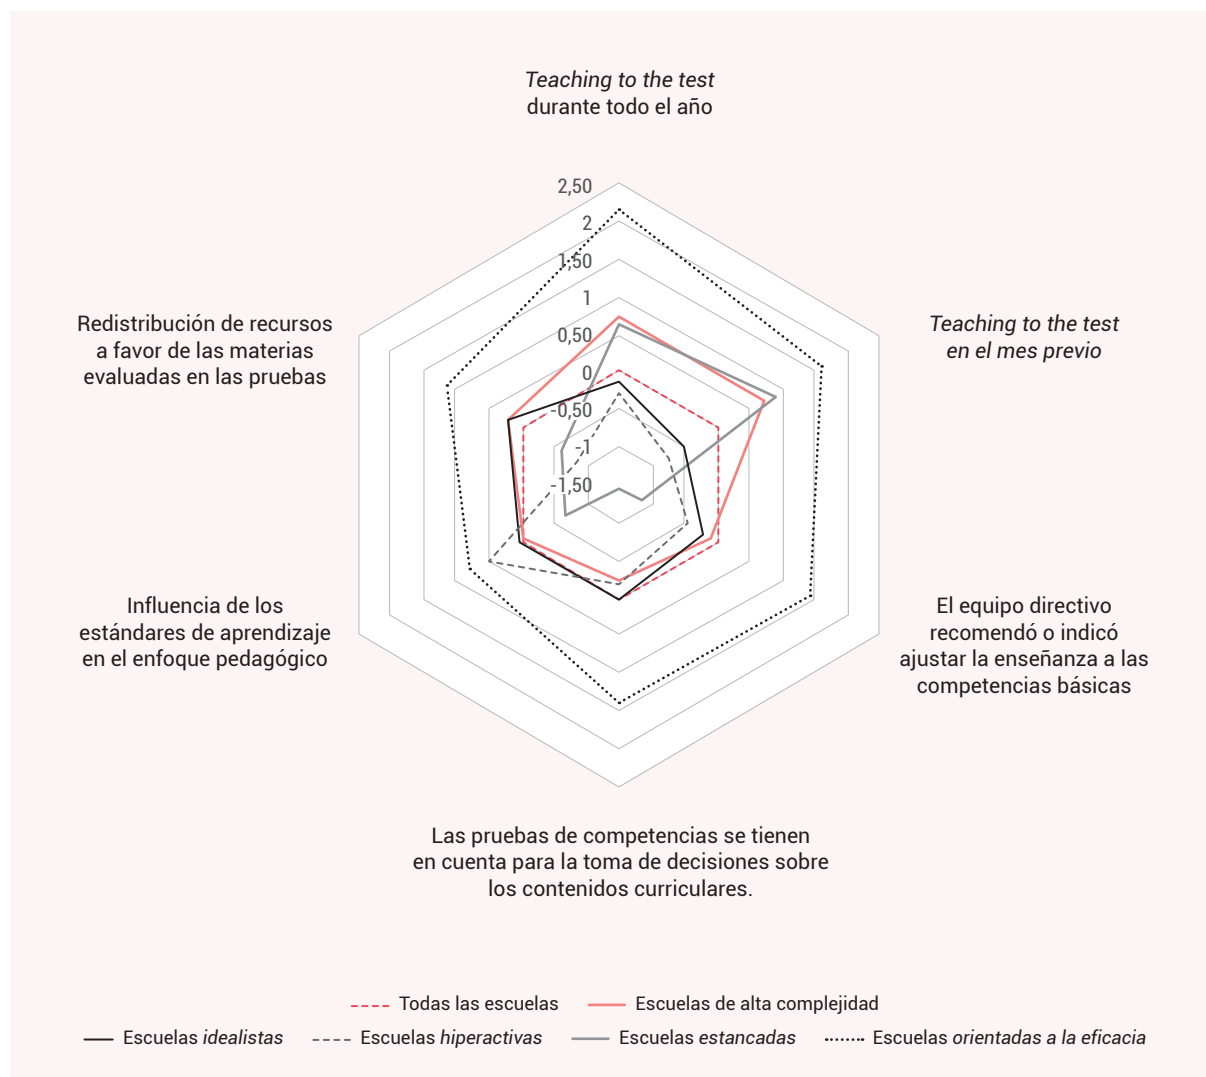 Teaching to the test
durante todo el año
2,50
2
1,50
1
0,50
0
-0,50
-1
-1,50
Redistribución de recursos
a favor de las materias
evaluadas en las pruebas
Teaching to the test
en el mes previo
Influencia de los
estándares de aprendizaje
en el enfoque pedagógico
El equipo directivo
recomendó o indicó
ajustar la enseñanza a las
competencias básicas
Las pruebas de competencias se tienen
en cuenta para la toma de decisiones sobre
los contenidos curriculares.
Todas las escuelas
Escuelas de alta complejidad
Escuelas idealistas
Escuelas hiperactivas
Escuelas estancadas
Escuelas orientadas a la eficacia